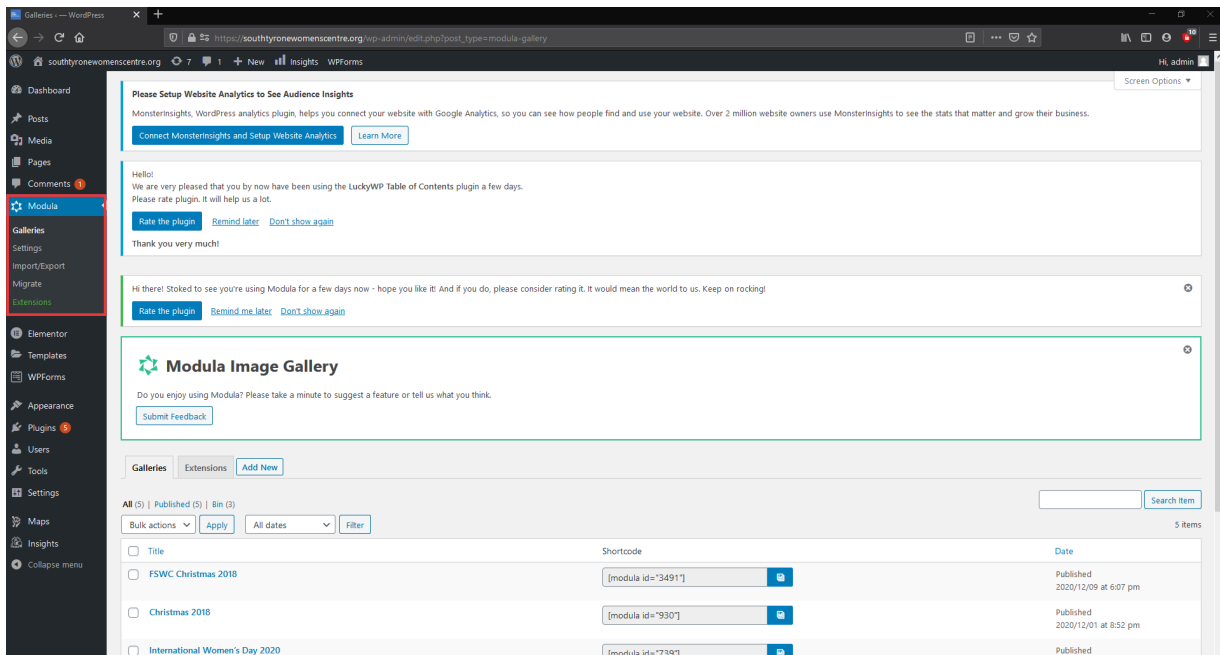 Galleries ‹ — WordPress
https://southtyronewomenscentre.org/wp-admin/edit.php?post_type=modula-gallery
10
southtyronewomenscentre.org 7 1 + New Insights WPForms
Hi, admin
Screen Options
Dashboard
Posts
Media
Pages
Comments 1
Modula
Galleries
Settings
Import/Export
Migrate
Extensions
Elementor
Templates
WPForms
Appearance
Plugins 5
Users
Tools
Settings
Maps
Insights
Collapse menu
Please Setup Website Analytics to See Audience Insights
MonsterInsights, WordPress analytics plugin, helps you connect your website with Google Analytics, so you can see how people find and use your website. Over 2 million website owners use MonsterInsights to see the stats that matter and grow their business.
Connect MonsterInsights and Setup Website Analytics Learn More
Hello!
We are very pleased that you by now have been using the LuckyWP Table of Contents plugin a few days.
Please rate plugin. It will help us a lot.
Rate the plugin Remind later Don't show again
Thank you very much!
Hi there! Stoked to see you're using Modula for a few days now - hope you like it! And if you do, please consider rating it. It would mean the world to us. Keep on rocking!
Rate the plugin Remind me later Don't show again
Modula Image Gallery
Do you enjoy using Modula? Please take a minute to suggest a feature or tell us what you think.
Submit Feedback
Galleries Extensions Add New
All (5) | Published (5) | Bin (3)
Search Item
Bulk actions Apply All dates Filter
5 items
Title Shortcode Date
FSWC Christmas 2018 [modula id="3491"] Published
2020/12/09 at 6:07 pm
Christmas 2018 [modula id="930"] Published
2020/12/01 at 8:52 pm
International Women's Day 2020 [modula id="739"] Published